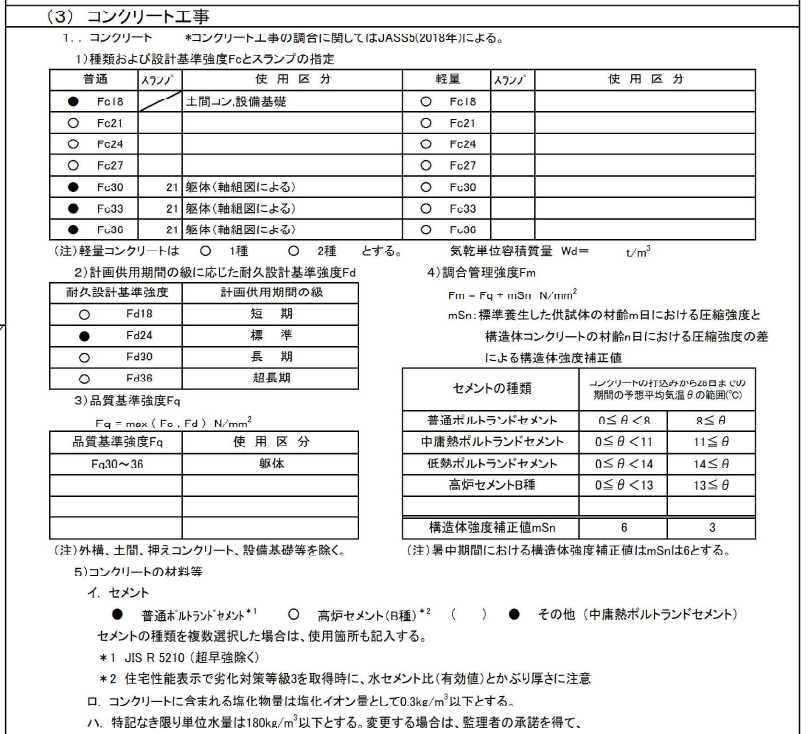 (3) コンクリート工事
1．. コンクリート *コンクリート工事の調合に関してはJASS5(2018年)による。
1)種類および設計基準強度Fcとスランプの指定
普通 スランプ 使用区分 軽量 スランプ 使用区分
● Fc18 土間コン,設備基礎 ○ Fc18
○ Fc21 ○ Fc21
○ Fc24 ○ Fc24
○ Fc27 ○ Fc27
● Fc30 21 躯体(軸組図による) ○ Fc30
● Fc33 21 躯体(軸組図による) ○ Fc33
● Fc36 21 躯体(軸組図による) ○ Fc36
(注)軽量コンクリートは ○ 1種 ○ 2種 とする。 気乾単位容積質量 Wd＝ t/m³
2)計画供用期間の級に応じた耐久設計基準強度Fd
耐久設計基準強度 計画供用期間の級
○ Fd18 短期
● Fd24 標準
○ Fd30 長期
○ Fd36 超長期
3)品質基準強度Fq
Fq = max ( Fc , Fd ) N/mm²
品質基準強度Fq 使用区分
Fq30～36 躯体
(注)外構、土間、押えコンクリート、設備基礎等を除く。
4)調合管理強度Fm
Fm = Fq + mSn N/mm²
mSn：標準養生した供試体の材齢m日における圧縮強度と
構造体コンクリートの材齢n日における圧縮強度の差
による構造体強度補正値
セメントの種類 コンクリートの打込みから28日までの
期間の予想平均気温θの範囲(℃)
普通ポルトランドセメント 0≦θ＜8 8≦θ
中庸熱ポルトランドセメント 0≦θ＜11 11≦θ
低熱ポルトランドセメント 0≦θ＜14 14≦θ
高炉セメントB種 0≦θ＜13 13≦θ
構造体強度補正値mSn 6 3
(注)暑中期間における構造体強度補正値はmSnは6とする。
5)コンクリートの材料等
イ. セメント
● 普通ポルトランドセメント*1 ○ 高炉セメント(B種)*2 ( ) ● その他 (中庸熱ポルトランドセメント)
セメントの種類を複数選択した場合は、使用箇所も記入する。
*1 JIS R 5210 (超早強除く)
*2 住宅性能表示で劣化対策等級3を取得時に、水セメント比(有効値)とかぶり厚さに注意
ロ. コンクリートに含まれる塩化物量は塩化イオン量として0.3kg/m³以下とする。
ハ. 特記なき限り単位水量は180kg/m³以下とする。変更する場合は、監理者の承諾を得て、